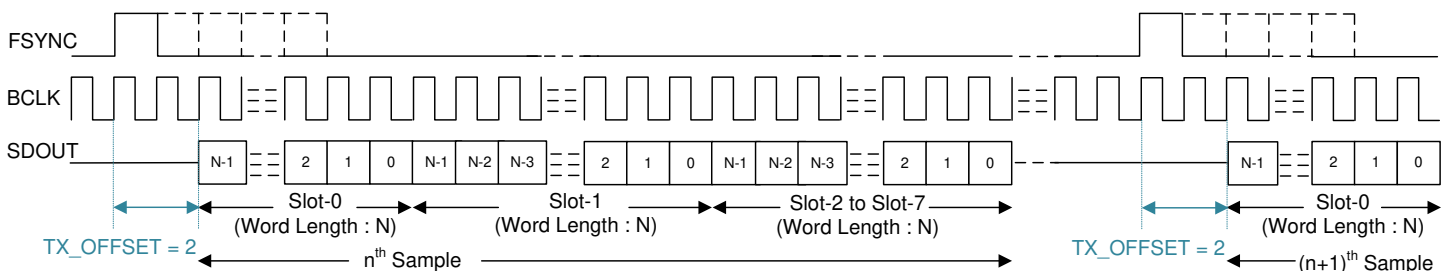 FSYNC
BCLK
SDOUT
N-1 2 1 0 N-1 N-2 N-3 2 1 0 N-1 N-2 N-3 2 1 0 N-1 2 1 0
Slot-0 Slot-1 Slot-2 to Slot-7 Slot-0
(Word Length : N) (Word Length : N) (Word Length : N) (Word Length : N)
TX_OFFSET = 2 TX_OFFSET = 2
nth Sample (n+1)th Sample